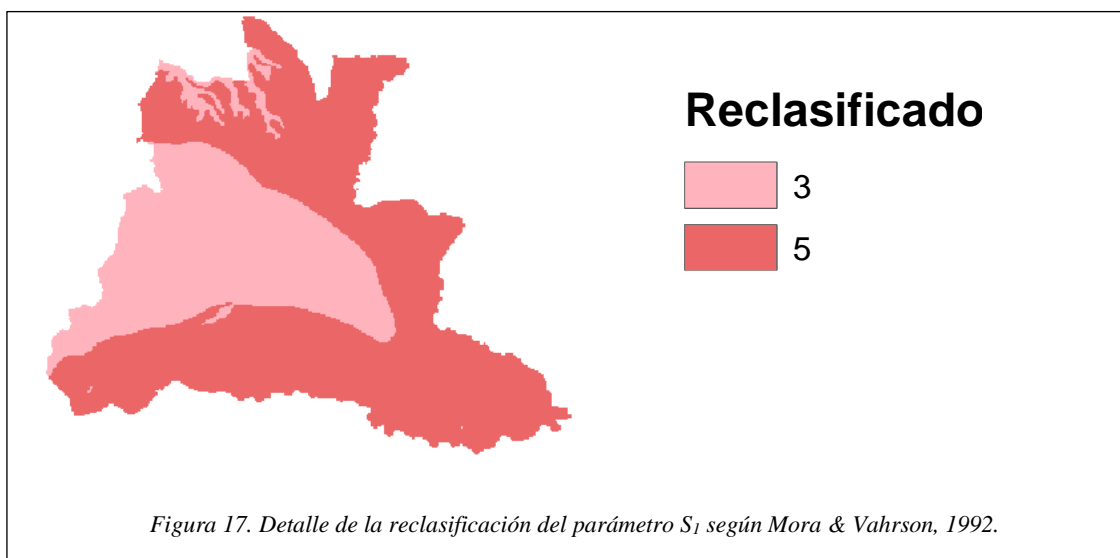 Reclasificado
3
5
Figura 17. Detalle de la reclasificación del parámetro S1 según Mora & Vahrson, 1992.